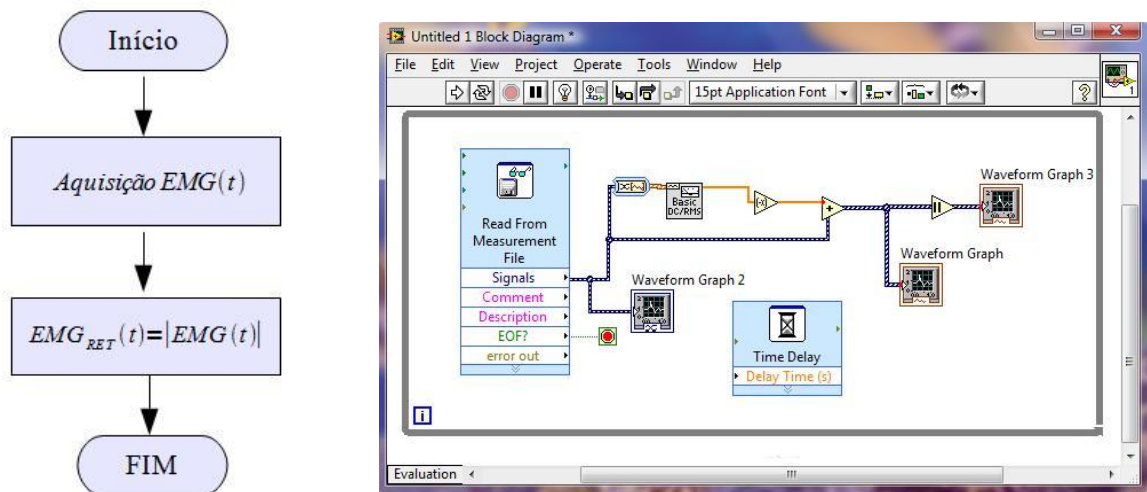 Início
Aquisição EMG(t)
EMG_RET(t)=|EMG(t)|
FIM
Untitled 1 Block Diagram *
File Edit View Project Operate Tools Window Help
15pt Application Font
1
Waveform Graph 3
Basic
DC/RMS
Read From
Measurement
File
Signals
Comment
Description
EOF?
error out
Waveform Graph
Waveform Graph 2
Time Delay
Delay Time (s)
i
Evaluation